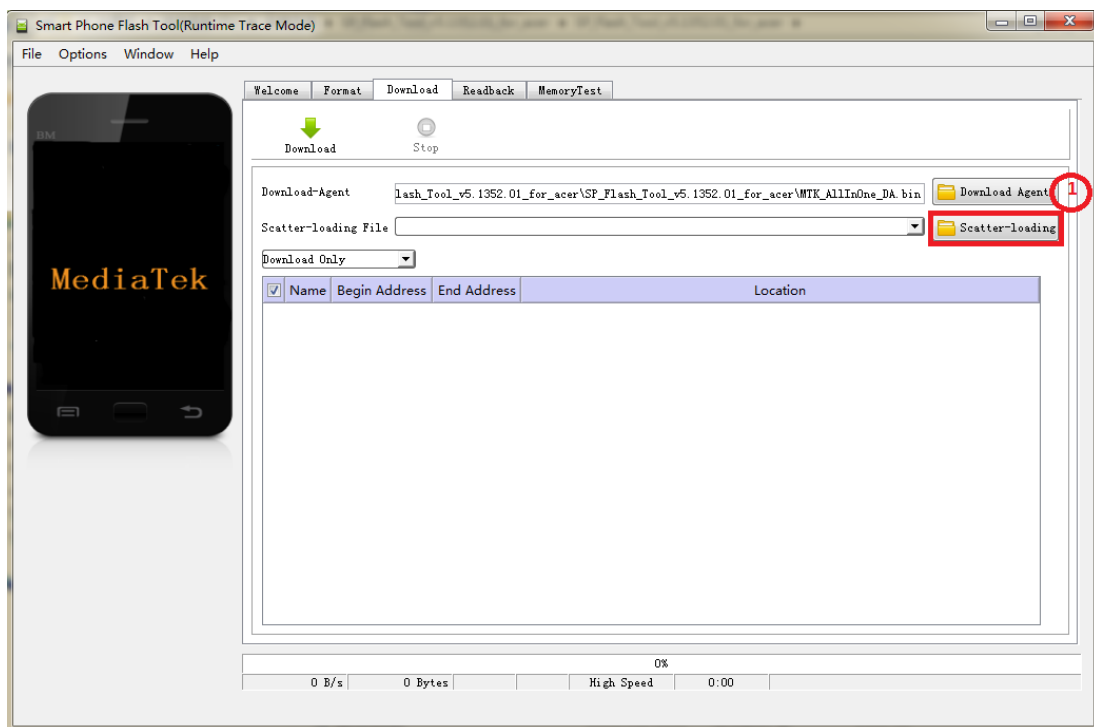 Smart Phone Flash Tool(Runtime Trace Mode)
File Options Window Help
Welcome Format Download Readback MemoryTest
BM
Download Stop
Download-Agent lash_Tool_v5.1352.01_for_acer\SP_Flash_Tool_v5.1352.01_for_acer\MTK_AllInOne_DA.bin Download Agent 1
Scatter-loading File Scatter-loading
Download Only
MediaTek
Name Begin Address End Address Location
0%
0 B/s 0 Bytes High Speed 0:00